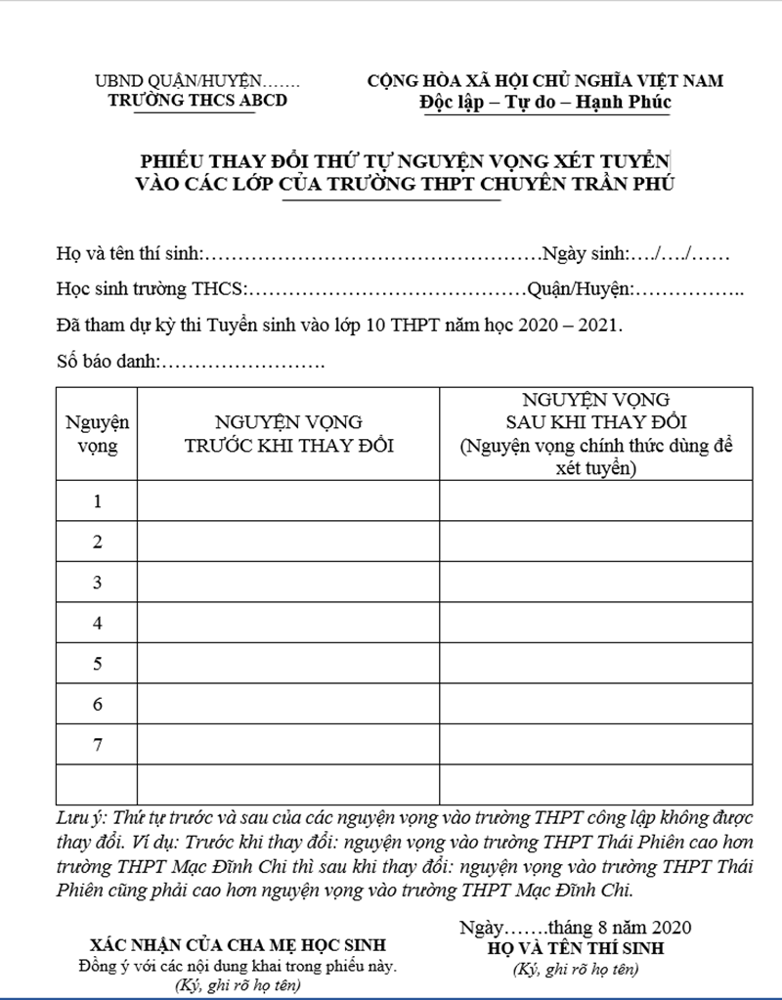 UBND QUẬN/HUYỆN…….
TRƯỜNG THCS ABCD
CỘNG HÒA XÃ HỘI CHỦ NGHĨA VIỆT NAM
Độc lập – Tự do – Hạnh Phúc
PHIẾU THAY ĐỔI THỨ TỰ NGUYỆN VỌNG XÉT TUYỂN
VÀO CÁC LỚP CỦA TRƯỜNG THPT CHUYÊN TRẦN PHÚ
Họ và tên thí sinh:……………………………………………Ngày sinh:…./…./……
Học sinh trường THCS:……………………………………Quận/Huyện:……………..
Đã tham dự kỳ thi Tuyển sinh vào lớp 10 THPT năm học 2020 – 2021.
Số báo danh:…………………….
Nguyện
vọng
NGUYỆN VỌNG
TRƯỚC KHI THAY ĐỔI
NGUYỆN VỌNG
SAU KHI THAY ĐỔI
(Nguyện vọng chính thức dùng để
xét tuyển)
1
2
3
4
5
6
7
Lưu ý: Thứ tự trước và sau của các nguyện vọng vào trường THPT công lập không được
thay đổi. Ví dụ: Trước khi thay đổi: nguyện vọng vào trường THPT Thái Phiên cao hơn
trường THPT Mạc Đĩnh Chi thì sau khi thay đổi: nguyện vọng vào trường THPT Thái
Phiên cũng phải cao hơn nguyện vọng vào trường THPT Mạc Đĩnh Chi.
XÁC NHẬN CỦA CHA MẸ HỌC SINH
Đồng ý với các nội dung khai trong phiếu này.
(Ký, ghi rõ họ tên)
Ngày…….tháng 8 năm 2020
HỌ VÀ TÊN THÍ SINH
(Ký, ghi rõ họ tên)